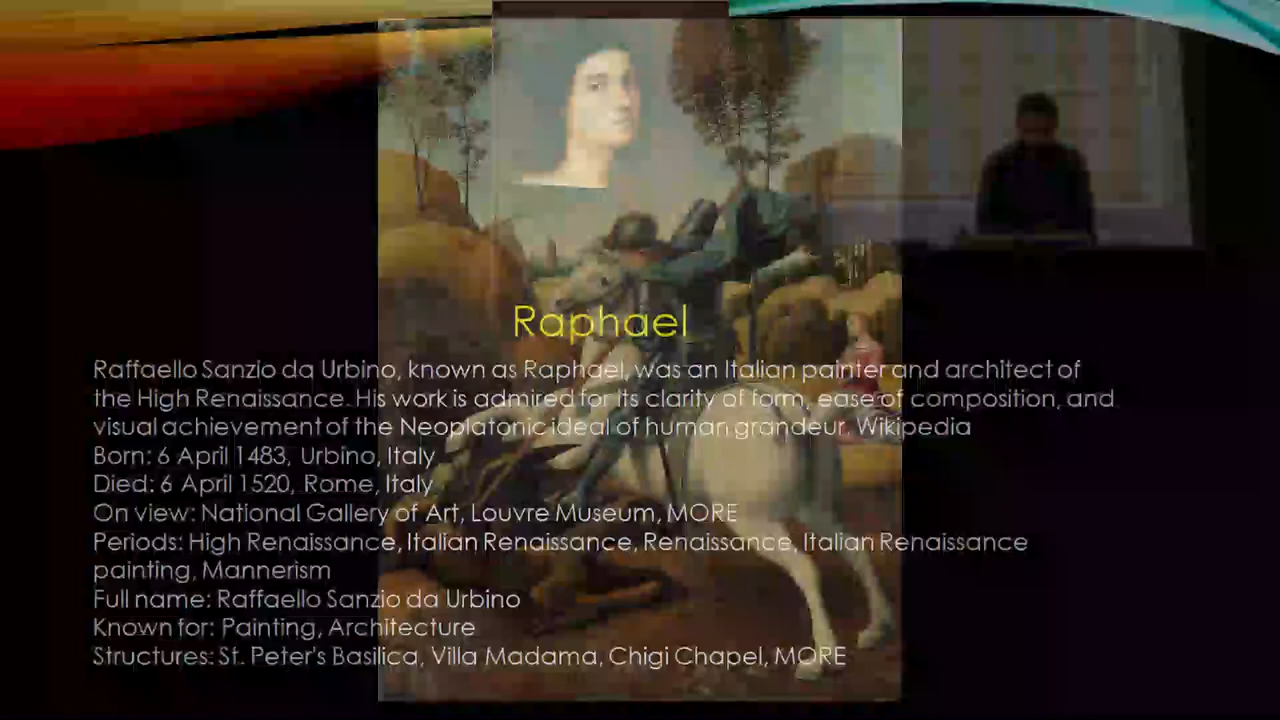 Raphael
Raffaello Sanzio da Urbino, known as Raphael, was an Italian painter and architect of
the High Renaissance. His work is admired for its clarity of form, ease of composition, and
visual achievement of the Neoplatonic ideal of human grandeur. Wikipedia
Born: 6 April 1483, Urbino, Italy
Died: 6 April 1520, Rome, Italy
On view: National Gallery of Art, Louvre Museum, MORE
Periods: High Renaissance, Italian Renaissance, Renaissance, Italian Renaissance
painting, Mannerism
Full name: Raffaello Sanzio da Urbino
Known for: Painting, Architecture
Structures: St. Peter's Basilica, Villa Madama, Chigi Chapel, MORE